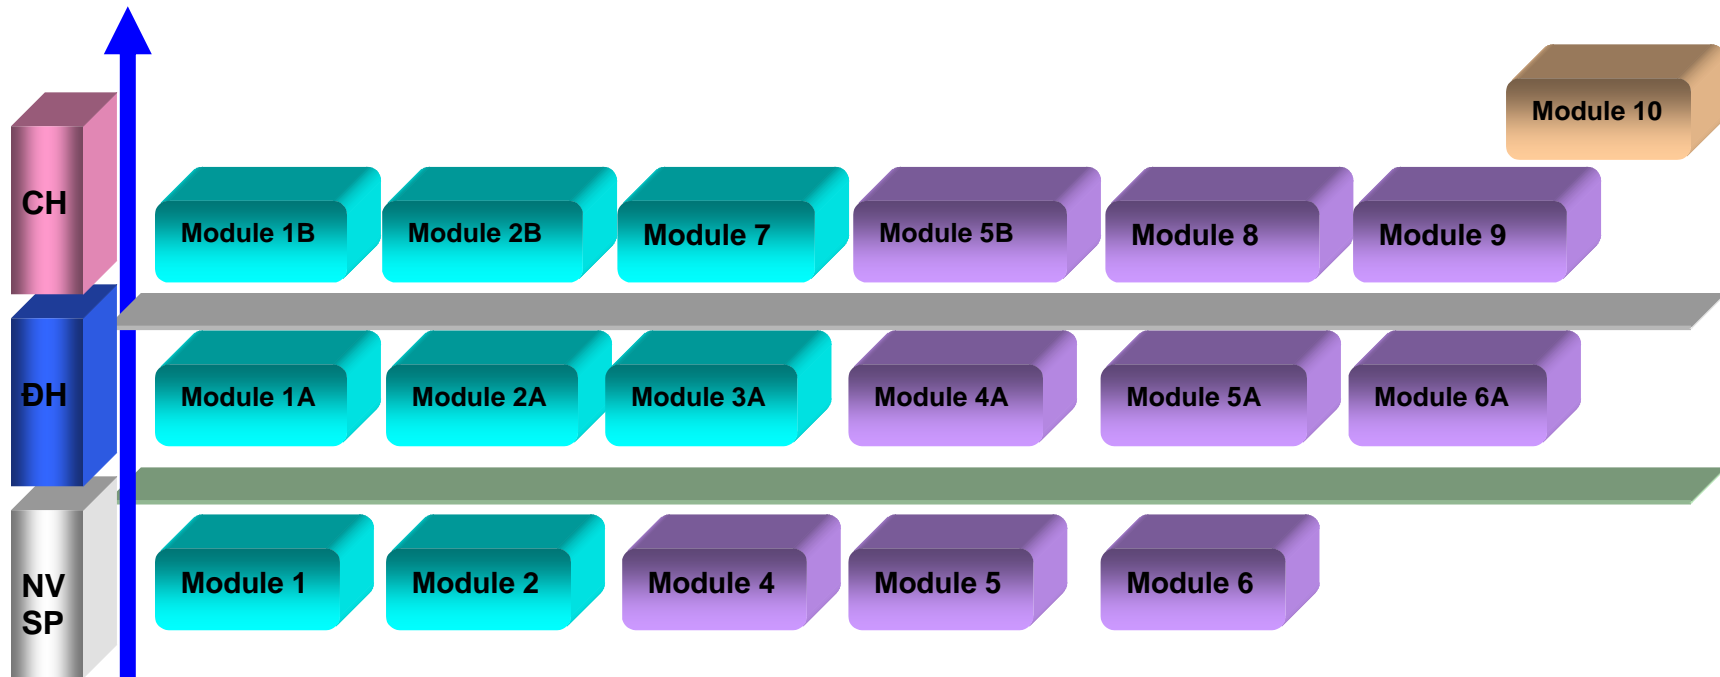 Module 10
CH
Module 1B
Module 2B
Module 7
Module 5B
Module 8
Module 9
ĐH
Module 1A
Module 2A
Module 3A
Module 4A
Module 5A
Module 6A
NV
SP
Module 1
Module 2
Module 4
Module 5
Module 6